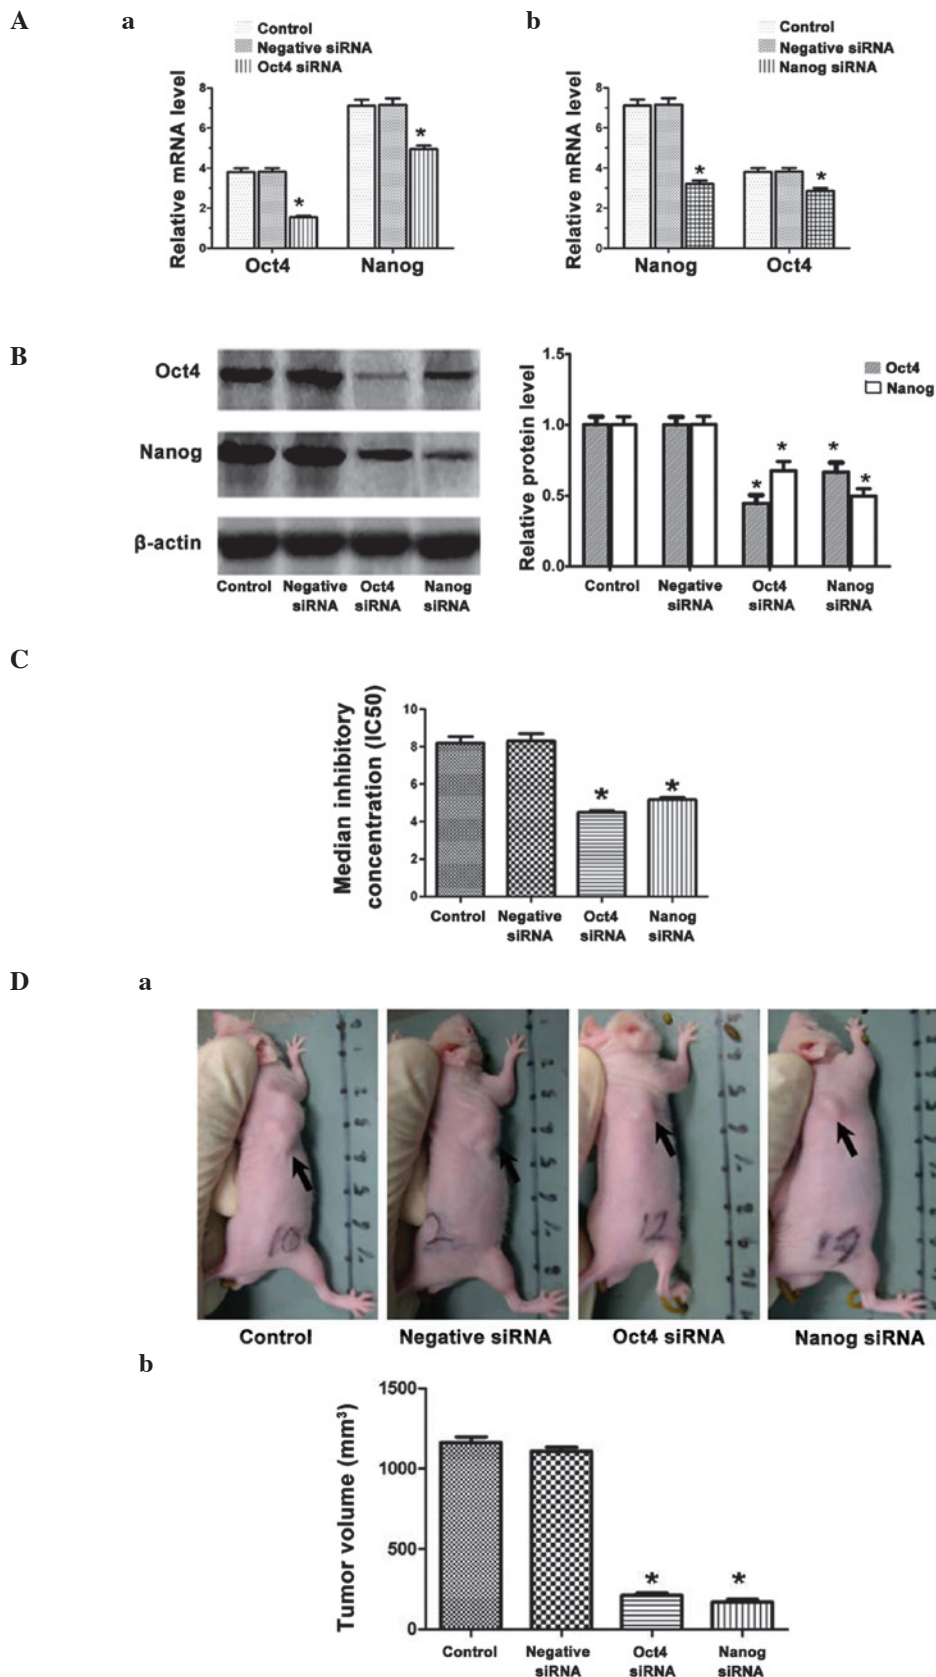 A
a
Control
Negative siRNA
Oct4 siRNA
Relative mRNA level
8
6
4
2
0
*
*
Oct4
Nanog
b
Control
Negative siRNA
Nanog siRNA
Relative mRNA level
8
6
4
2
0
*
*
Nanog
Oct4
B
Oct4
Nanog
β-actin
Control
Negative siRNA
Oct4 siRNA
Nanog siRNA
Relative protein level
1.5
1.0
0.5
0.0
Oct4
Nanog
*
*
*
*
Control
Negative siRNA
Oct4 siRNA
Nanog siRNA
C
Median inhibitory
concentration (IC50)
10
8
6
4
2
0
*
*
Control
Negative siRNA
Oct4 siRNA
Nanog siRNA
D
a
10
2
12
Control
Negative siRNA
Oct4 siRNA
Nanog siRNA
b
Tumor volume (mm³)
1500
1000
500
0
*
*
Control
Negative siRNA
Oct4 siRNA
Nanog siRNA